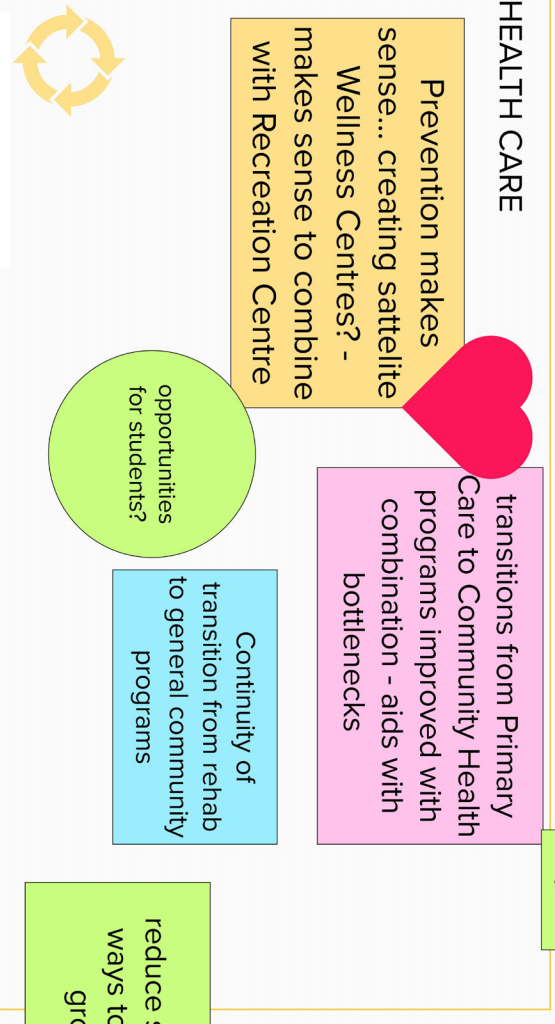 HEALTH CARE
Prevention makes
sense... creating sattelite
Wellness Centres? -
makes sense to combine
with Recreation Centre
transitions from Primary
Care to Community Health
programs improved with
combination - aids with
bottlenecks
opportunities
for students?
Continuity of
transition from rehab
to general community
programs
reduce
ways to